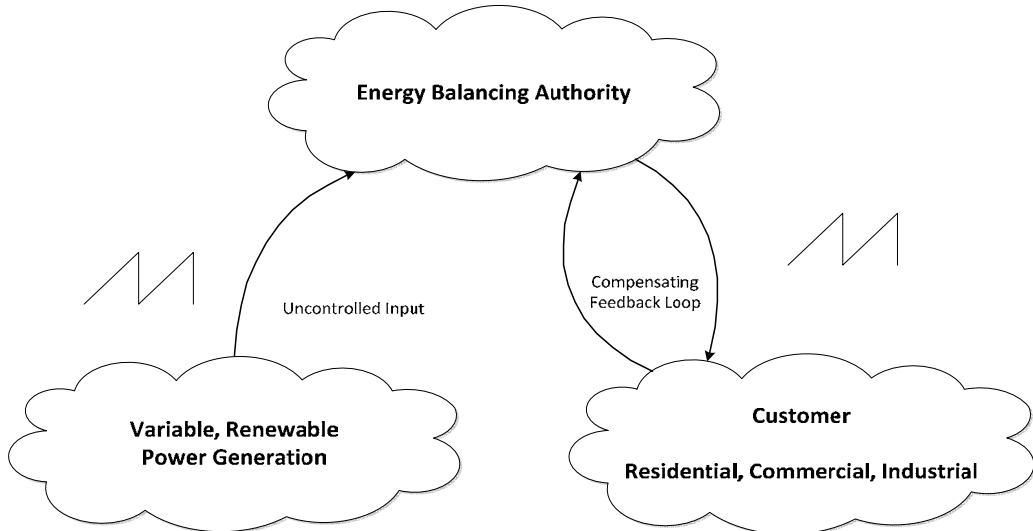 Energy Balancing Authority
Uncontrolled Input
Compensating
Feedback Loop
Variable, Renewable
Power Generation
Customer
Residential, Commercial, Industrial